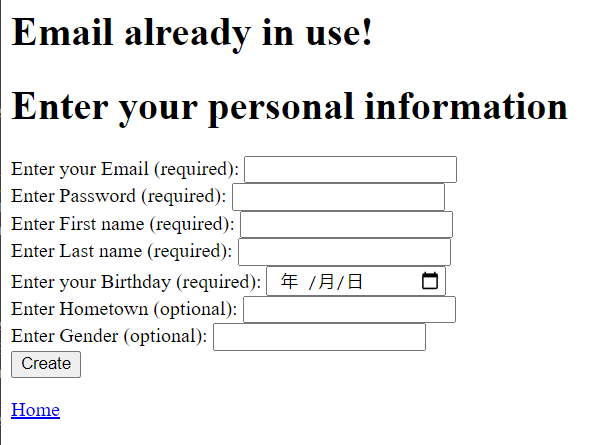 Email already in use!
Enter your personal information
Enter your Email (required):
Enter Password (required):
Enter First name (required):
Enter Last name (required):
Enter your Birthday (required): 年 /月/日
Enter Hometown (optional):
Enter Gender (optional):
Create
Home